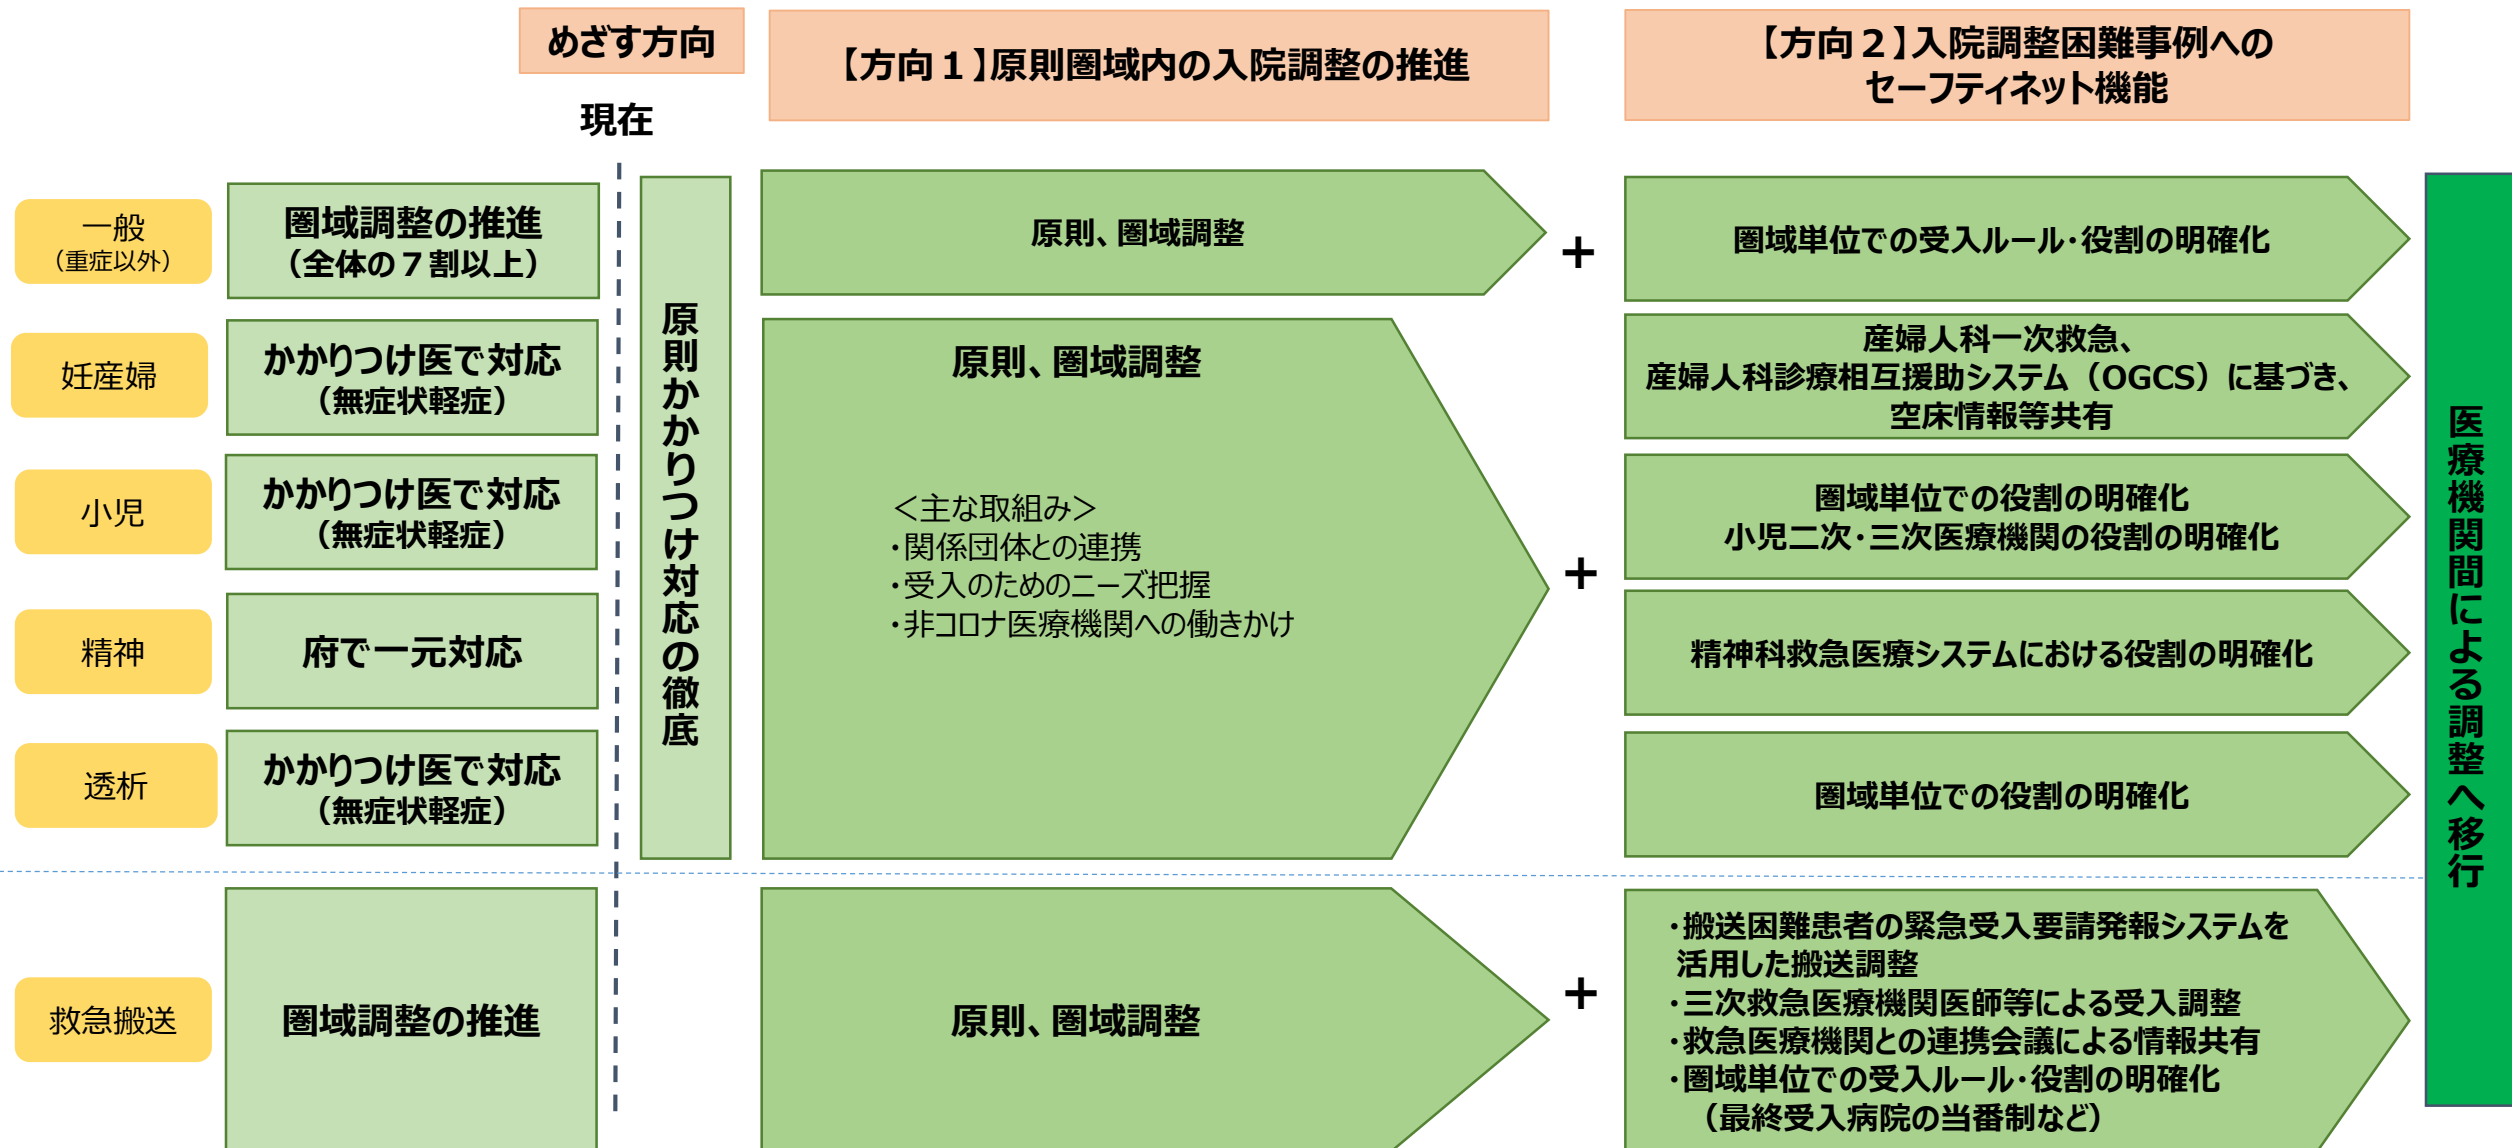 めざす方向
【方向１】原則圏域内の入院調整の推進
【方向２】入院調整困難事例への
セーフティネット機能
現在
一般
（重症以外）
圏域調整の推進
（全体の７割以上）
原則かかりつけ対応の徹底
原則、圏域調整
＋
圏域単位での受入ルール・役割の明確化
医療機関間による調整へ移行
妊産婦
かかりつけ医で対応
（無症状軽症）
原則、圏域調整
＜主な取組み＞
・関係団体との連携
・受入のためのニーズ把握
・非コロナ医療機関への働きかけ
＋
産婦人科一次救急、
産婦人科診療相互援助システム（OGCS）に基づき、
空床情報等共有
小児
かかりつけ医で対応
（無症状軽症）
圏域単位での役割の明確化
小児二次・三次医療機関の役割の明確化
精神
府で一元対応
精神科救急医療システムにおける役割の明確化
透析
かかりつけ医で対応
（無症状軽症）
圏域単位での役割の明確化
救急搬送
圏域調整の推進
原則、圏域調整
＋
・搬送困難患者の緊急受入要請発報システムを
活用した搬送調整
・三次救急医療機関医師等による受入調整
・救急医療機関との連携会議による情報共有
・圏域単位での受入ルール・役割の明確化
（最終受入病院の当番制など）